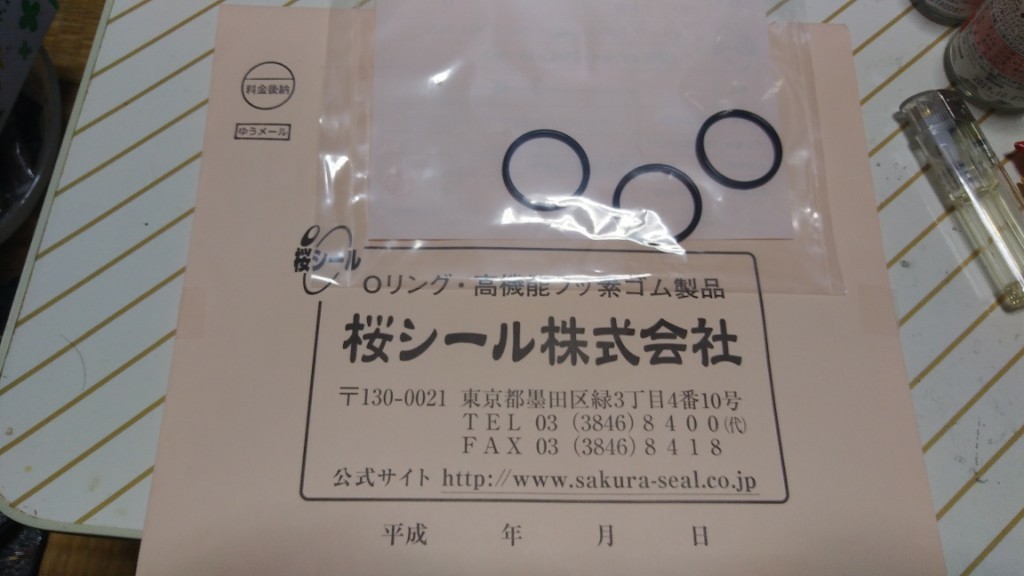 料金後納
ゆうメール
桜シール
Oリング・高機能フッ素ゴム製品
桜シール株式会社
〒130-0021 東京都墨田区緑3丁目4番10号
TEL 03 (3846) 8400 (代)
FAX 03 (3846) 8418
公式サイト http://www.sakura-seal.co.jp
平成 年 月 日